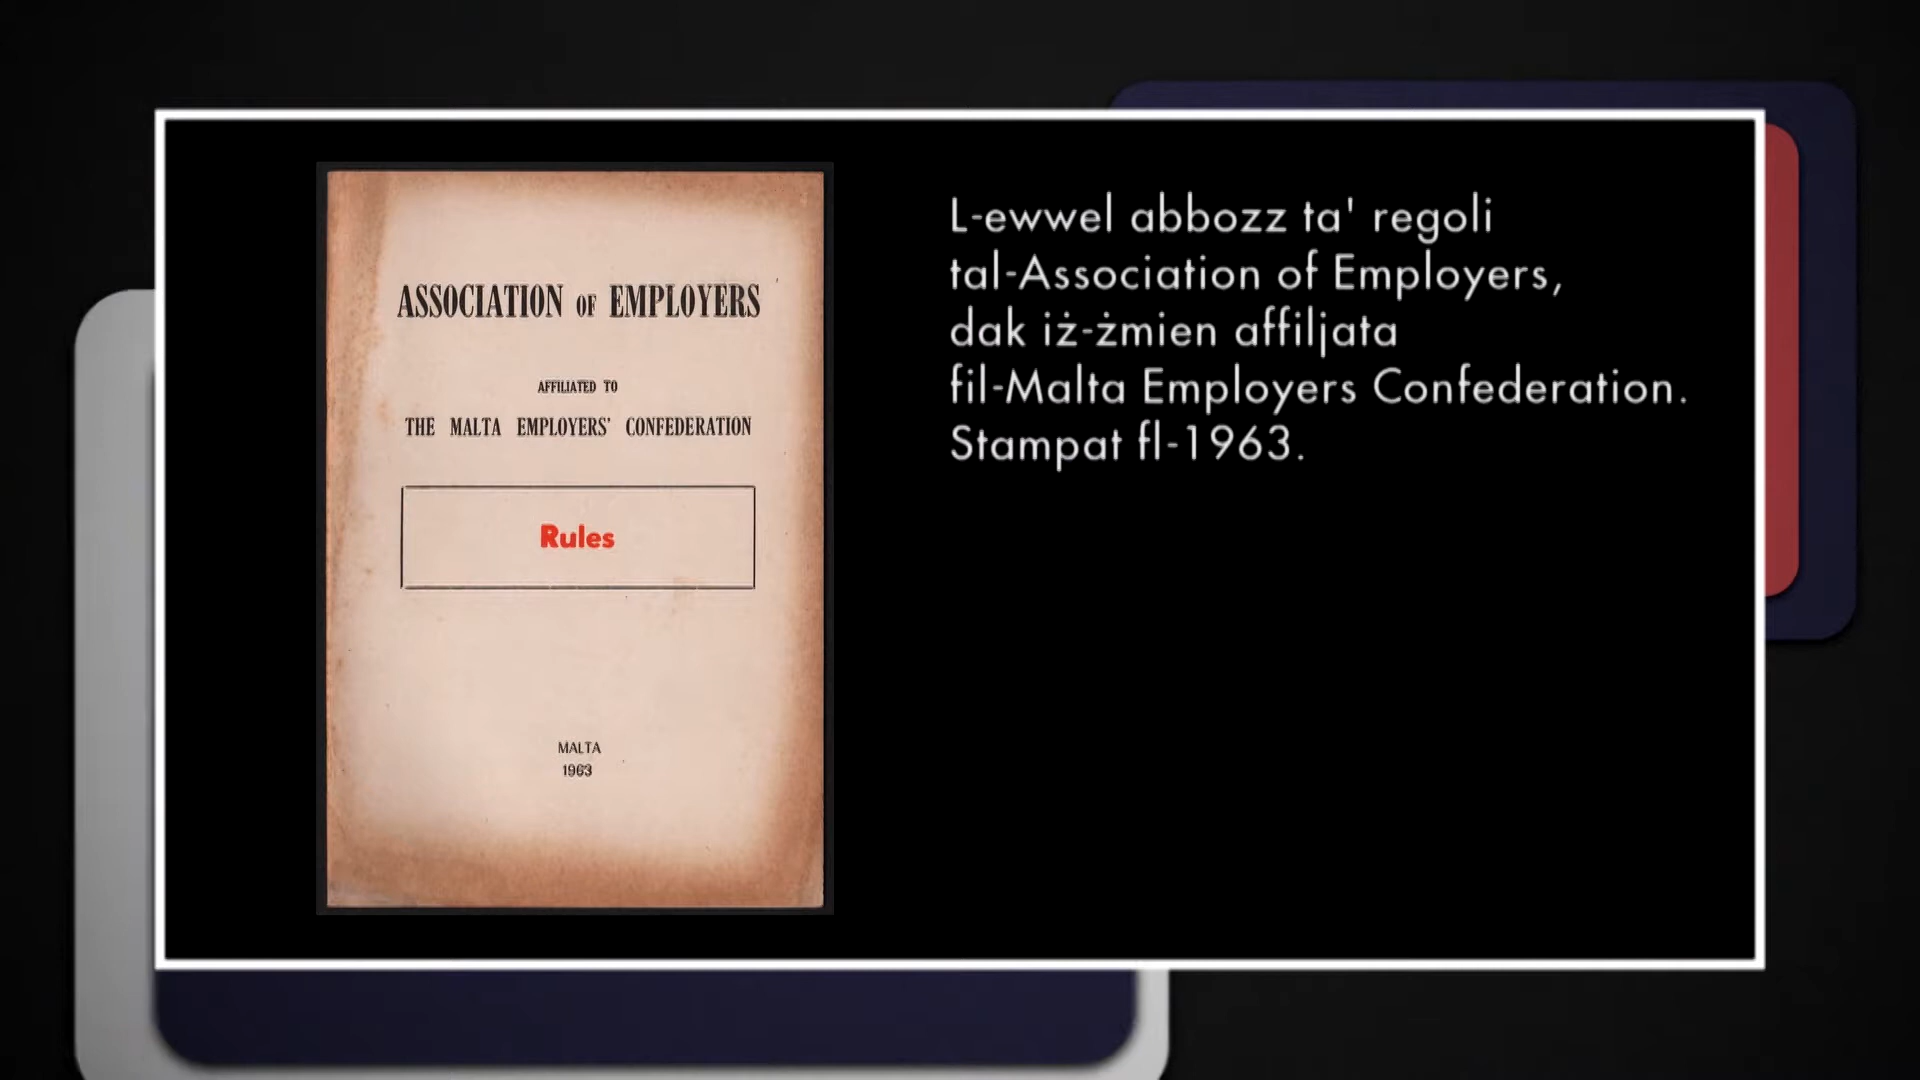 ASSOCIATION OF EMPLOYERS
AFFILIATED TO
THE MALTA EMPLOYERS' CONFEDERATION
Rules
MALTA
1963
L-ewwel abbozz ta' regoli
tal-Association of Employers,
dak iż-żmien affiljata
fil-Malta Employers Confederation.
Stampat fl-1963.